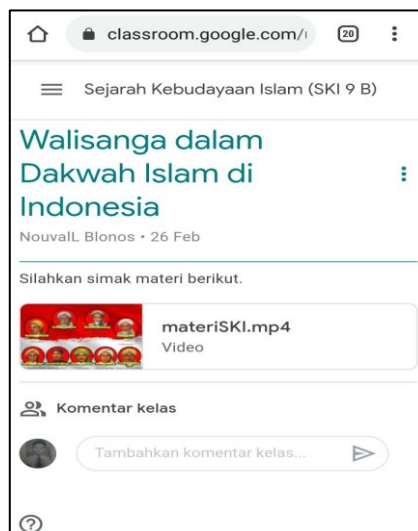 classroom.google.com/
20
Sejarah Kebudayaan Islam (SKI 9 B)
Walisanga dalam
Dakwah Islam di
Indonesia
NouvalL Blonos • 26 Feb
Silahkan simak materi berikut.
materiSKI.mp4
Video
Komentar kelas
Tambahkan komentar kelas...